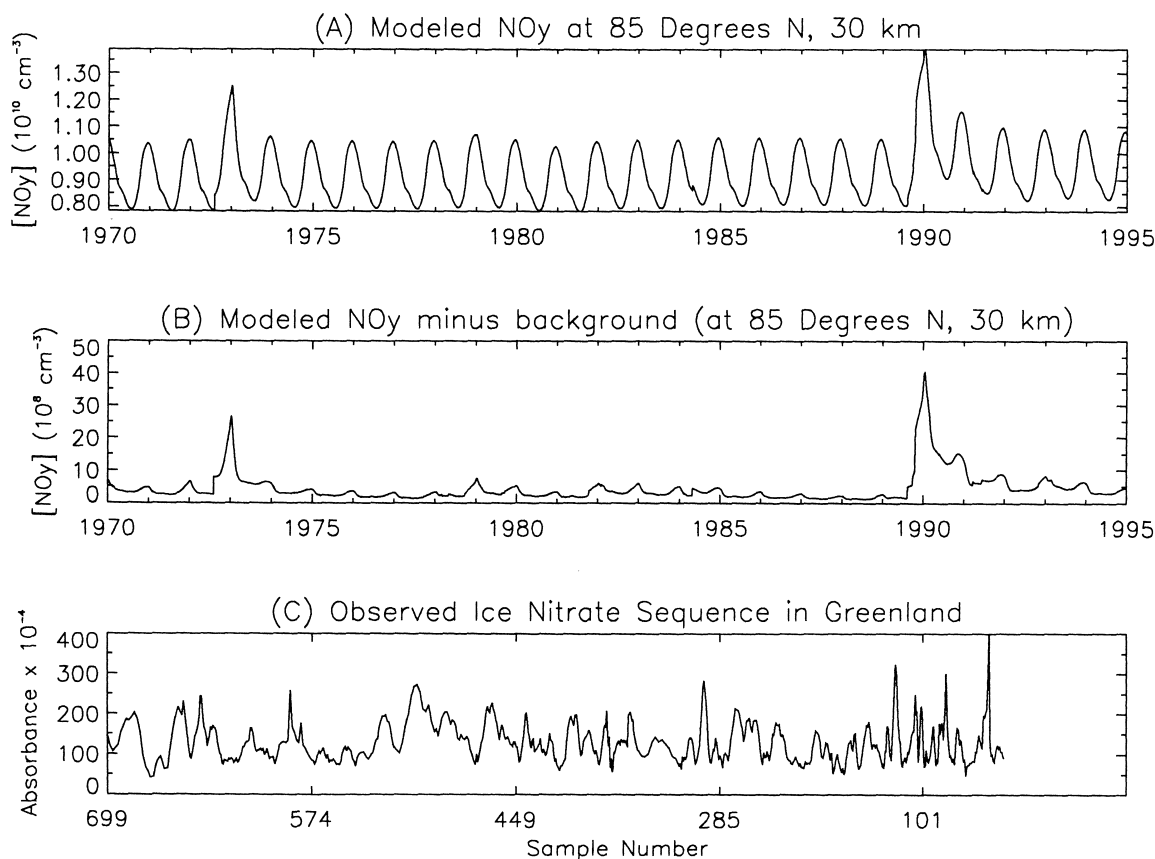 (A) Modeled NOy at 85 Degrees N, 30 km
[NOy] (10¹⁰ cm⁻³)
1.30
1.20
1.10
1.00
0.90
0.80
1970 1975 1980 1985 1990 1995
(B) Modeled NOy minus background (at 85 Degrees N, 30 km)
[NOy] (10⁸ cm⁻³)
50
40
30
20
10
0
1970 1975 1980 1985 1990 1995
(C) Observed Ice Nitrate Sequence in Greenland
Absorbance x 10⁻⁴
400
300
200
100
0
699 574 449 285 101
Sample Number